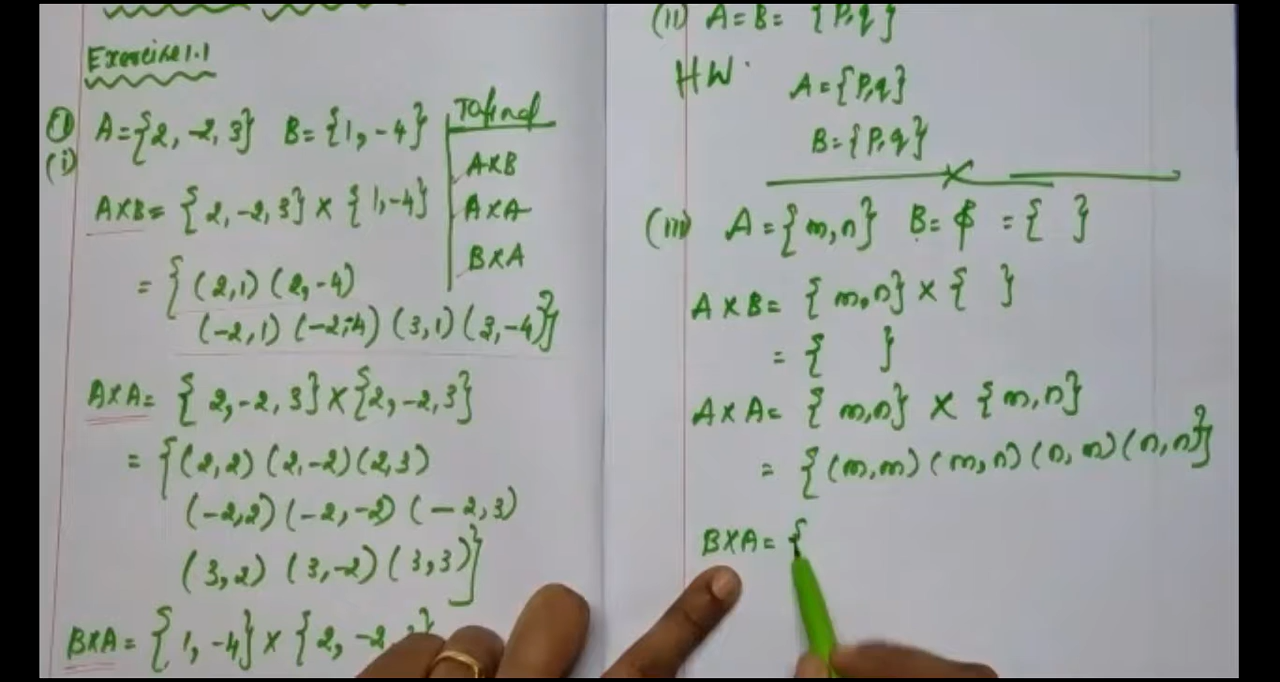 Exercise 1.1
① A={2, -2, 3} B= {1, -4} To find
(i)
A×B
A×B= {2, -2, 3} × {1, -4} A×A
B×A
= {(2,1) (2,-4)
(-2,1) (-2,-4) (3,1) (3,-4)}
A×A= {2,-2,3}×{2,-2,3}
= {(2,2) (2,-2) (2,3)
(-2,2) (-2,-2) (-2,3)
(3,2) (3,-2) (3,3)}
B×A= {1, -4}×{2, -2
(ii) A=B= {P,q}
HW.
A={P,q}
B={P,q}
(iii) A={m,n} B= φ = { }
A×B= {m,n}×{ }
= { }
A×A= {m,n} × {m,n}
= {(m,m) (m,n) (n,m) (n,n)}
B×A= {